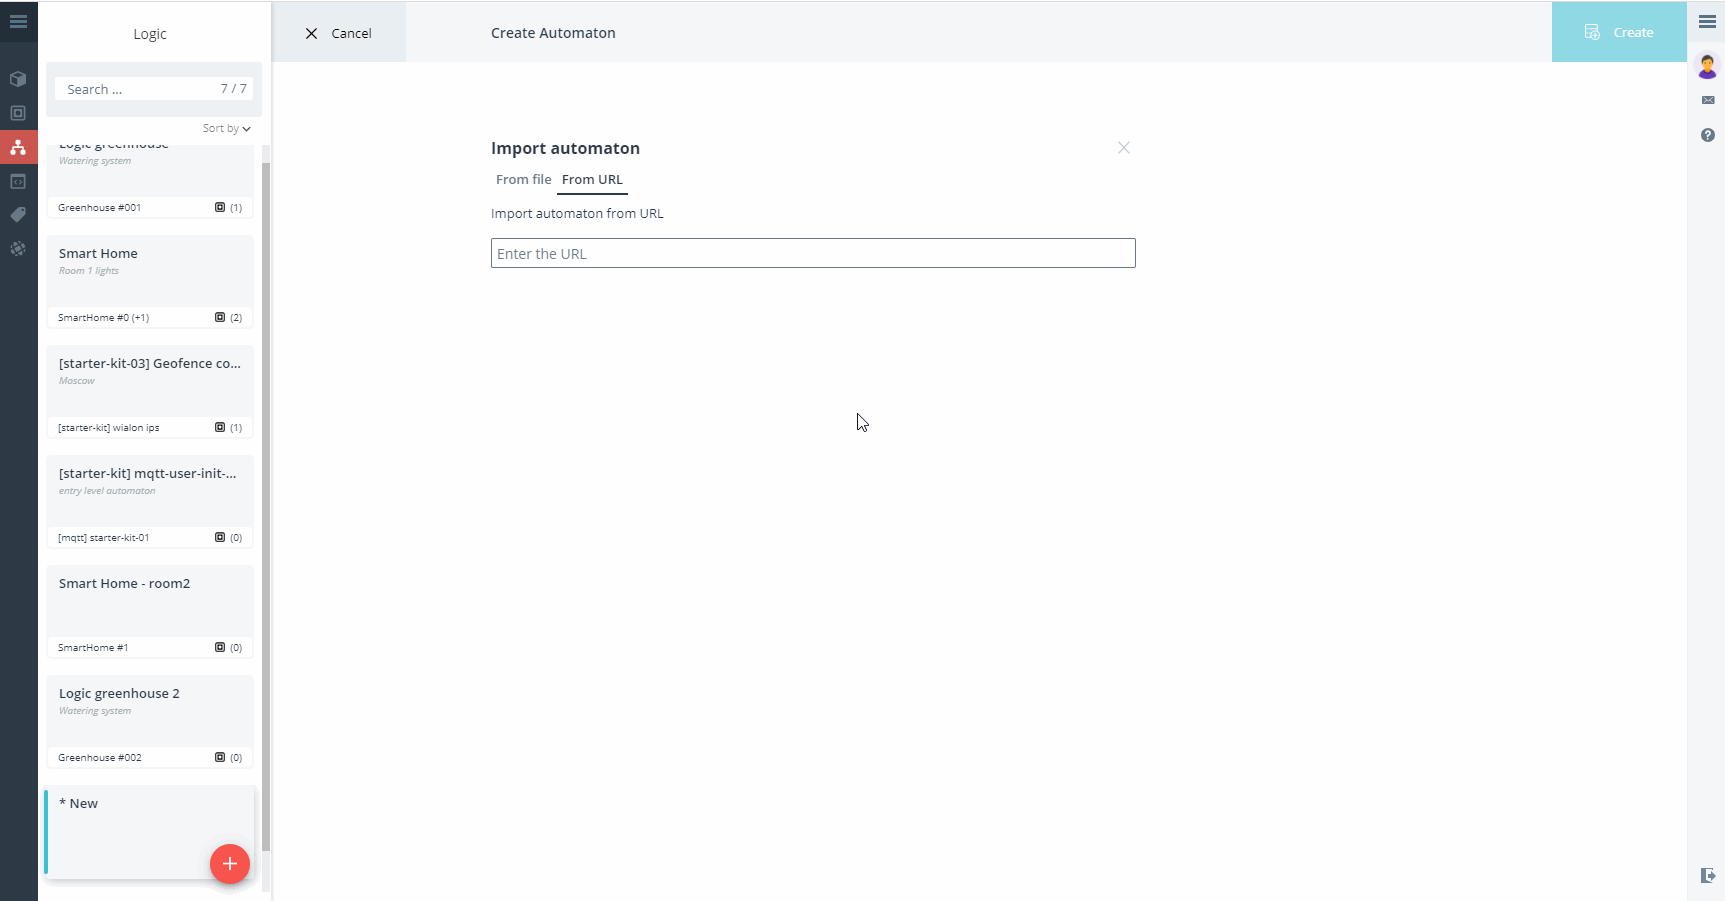 Logic
Cancel
Create Automaton
Create
Search ...
7 / 7
Sort by
Logic greenhouse
Watering system
Greenhouse #001
(1)
Smart Home
Room 1 lights
SmartHome #0 (+1)
(2)
[starter-kit-03] Geofence co...
Moscow
[starter-kit] wialon ips
(1)
[starter-kit] mqtt-user-init-...
entry level automaton
[mqtt] starter-kit-01
(0)
Smart Home - room2
SmartHome #1
(0)
Logic greenhouse 2
Watering system
Greenhouse #002
(0)
* New
Import automaton
From file
From URL
Import automaton from URL
Enter the URL